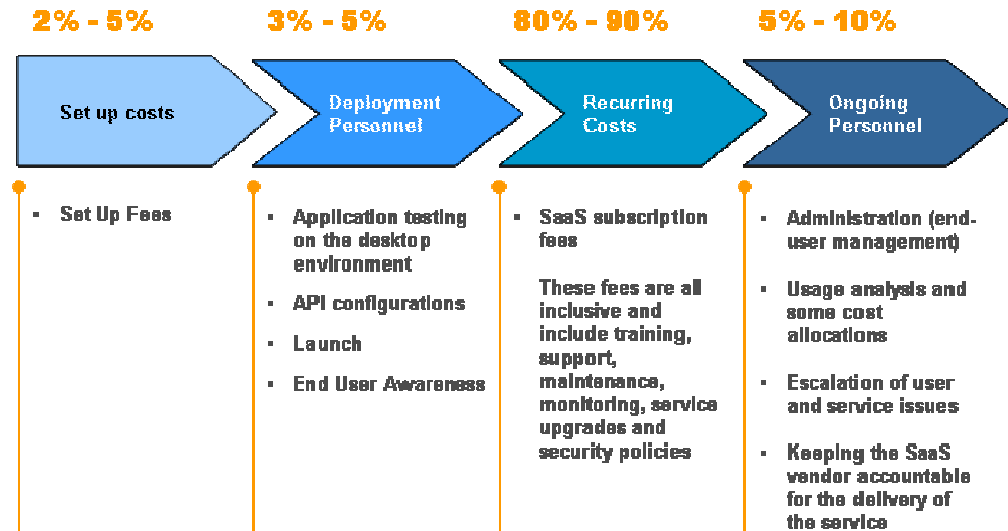 2% - 5%
3% - 5%
80% - 90%
5% - 10%
Set up costs
Deployment
Personnel
Recurring
Costs
Ongoing
Personnel
▪ Set Up Fees
▪ Application testing
on the desktop
environment
▪ API configurations
▪ Launch
▪ End User Awareness
▪ SaaS subscription
fees
These fees are all
inclusive and
include training,
support,
maintenance,
monitoring, service
upgrades and
security policies
▪ Administration (end-
user management)
▪ Usage analysis and
some cost
allocations
▪ Escalation of user
and service issues
▪ Keeping the SaaS
vendor accountable
for the delivery of
the service